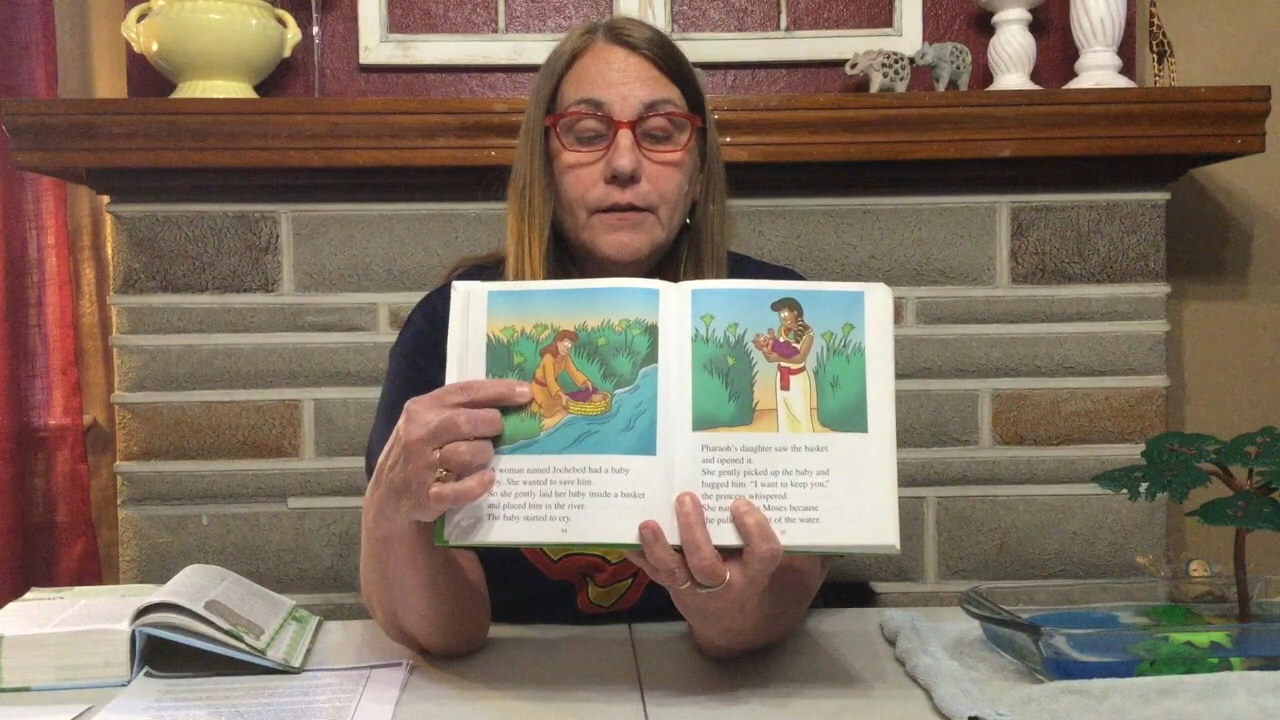 A woman named Jochebed had a baby
She wanted to save him.
So she gently laid her baby inside a basket
and placed him in the river.
The baby started to cry.
94
Pharaoh's daughter saw the basket
and opened it.
She gently picked up the baby and
hugged him. "I want to keep you,"
the princess whispered.
She Moses because
of the water.